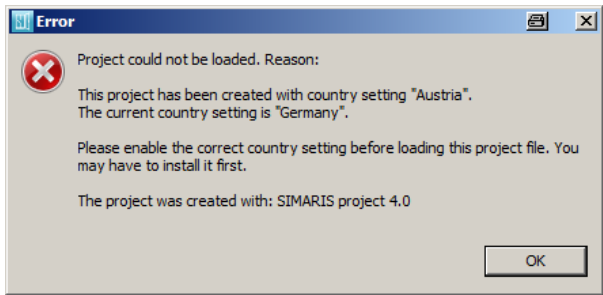 Error
Project could not be loaded. Reason:
This project has been created with country setting "Austria".
The current country setting is "Germany".
Please enable the correct country setting before loading this project file. You
may have to install it first.
The project was created with: SIMARIS project 4.0
OK